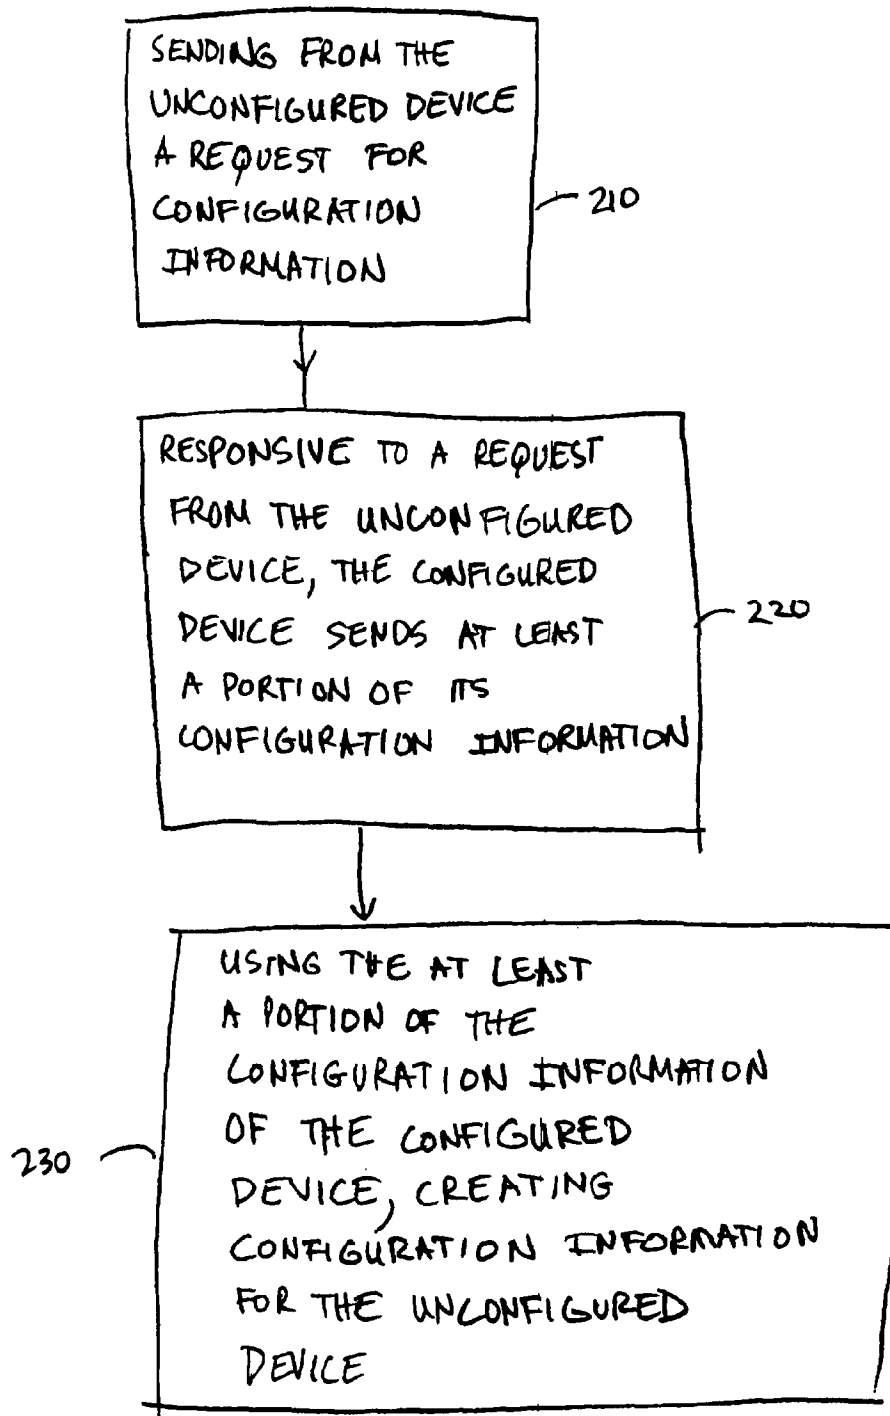 SENDING FROM THE
UNCONFIGURED DEVICE
A REQUEST FOR
CONFIGURATION
INFORMATION
210
RESPONSIVE TO A REQUEST
FROM THE UNCONFIGURED
DEVICE, THE CONFIGURED
DEVICE SENDS AT LEAST
A PORTION OF ITS
CONFIGURATION INFORMATION
220
USING THE AT LEAST
A PORTION OF THE
CONFIGURATION INFORMATION
OF THE CONFIGURED
DEVICE, CREATING
CONFIGURATION INFORMATION
FOR THE UNCONFIGURED
DEVICE
230